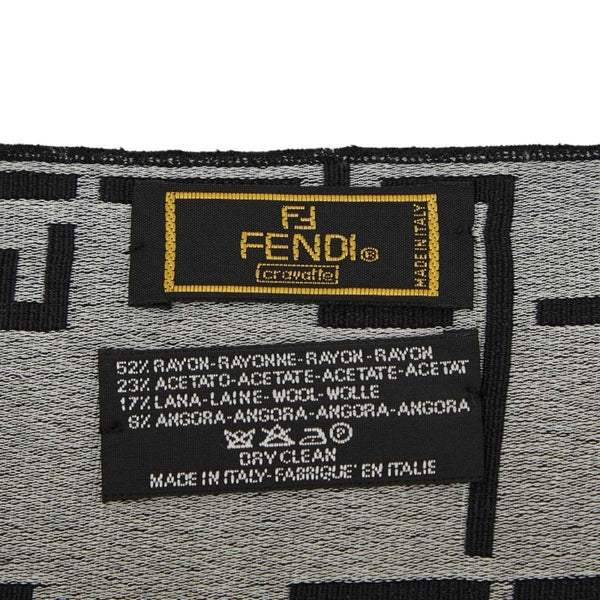 FF
FENDI®
cravatte
MADE IN ITALY
52% RAYON-RAYONNE-RAYON-RAYON
23% ACETATO-ACETATE-ACETATE-ACETAT
17% LANA-LAINE-WOOL-WOLLE
8% ANGORA-ANGORA-ANGORA-ANGORA
P
DRY CLEAN
MADE IN ITALY-FABRIQUE' EN ITALIE